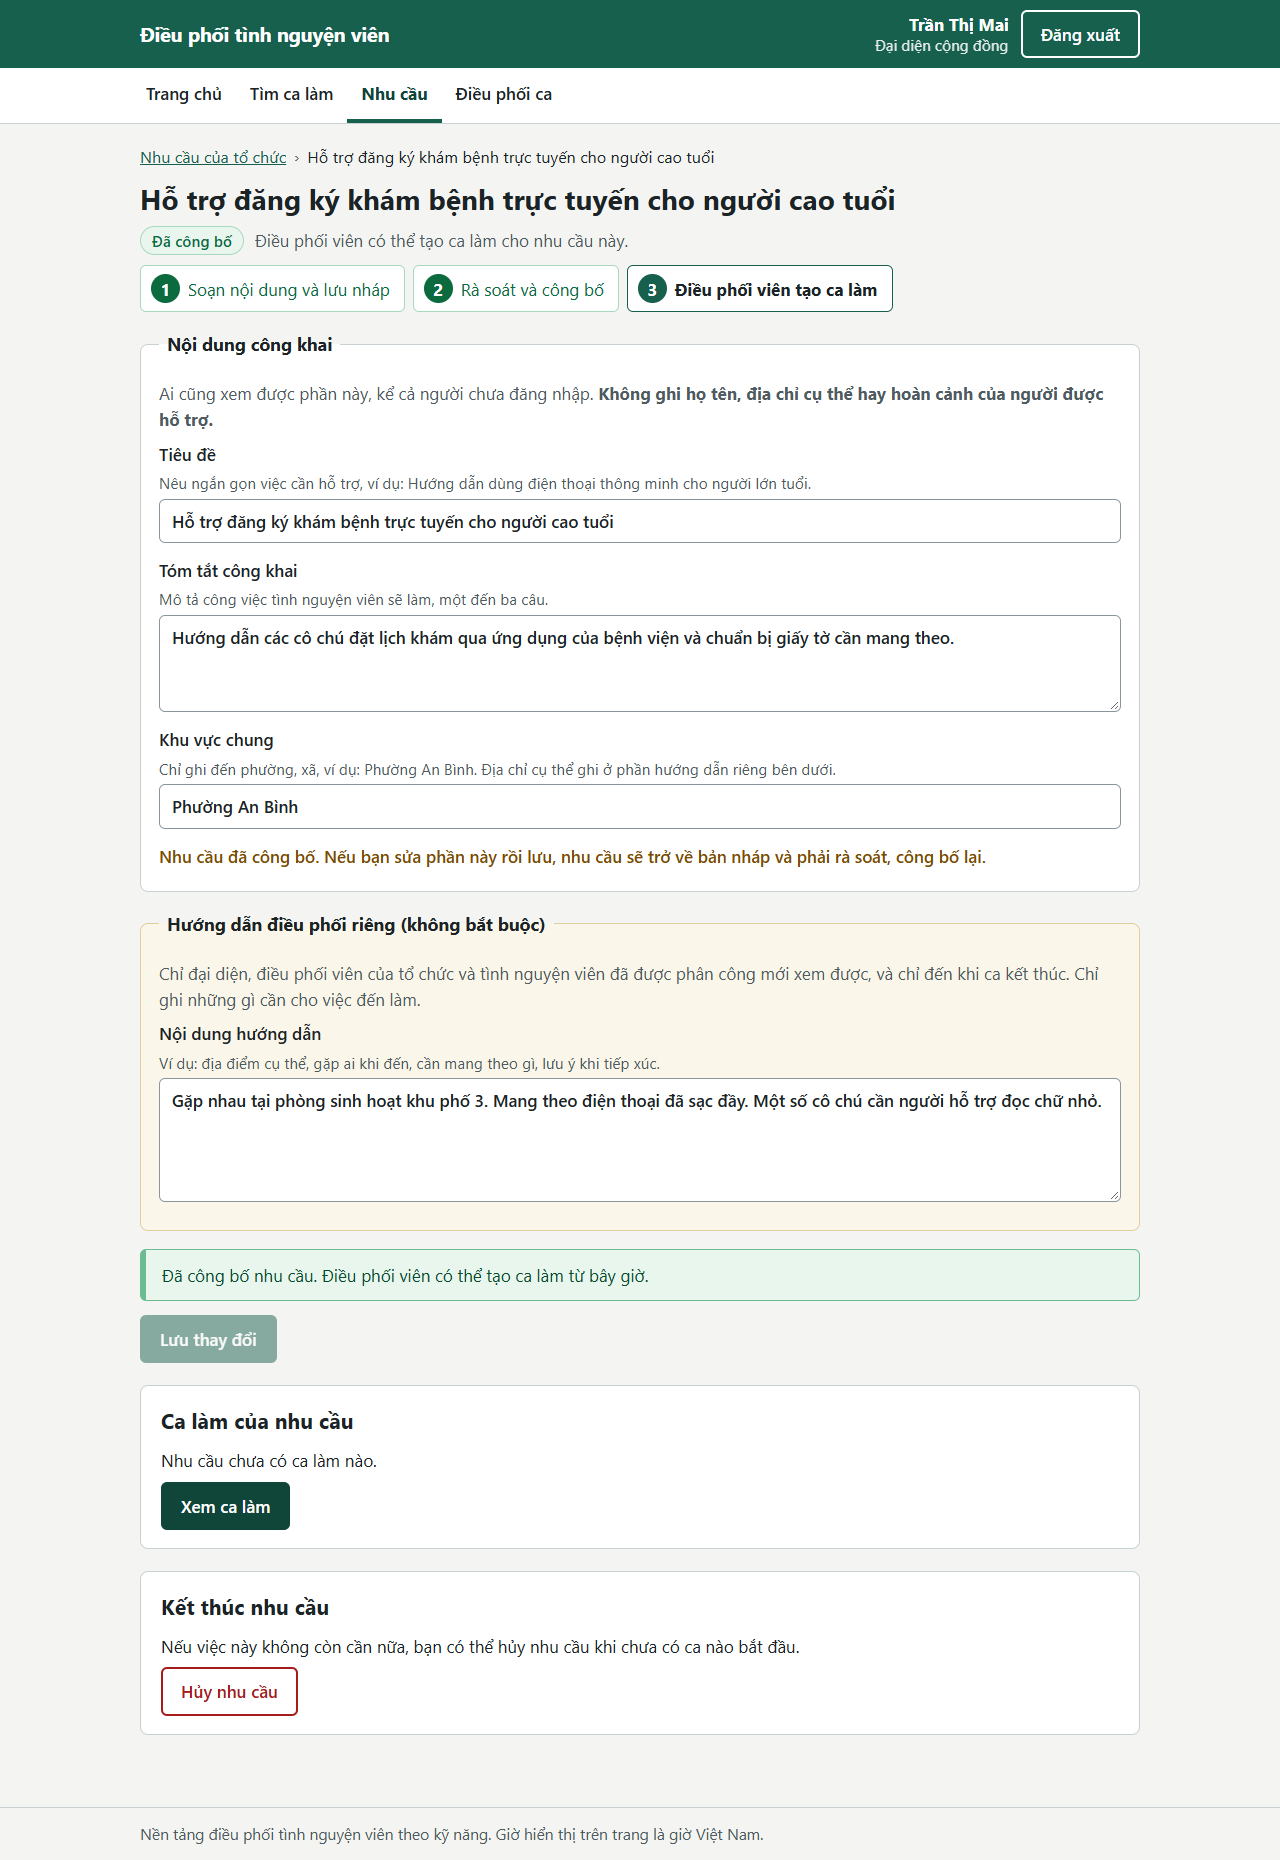 Điều phối tình nguyện viên
Trần Thị Mai
Đại diện cộng đồng
Đăng xuất
Trang chủ
Tìm ca làm
Nhu cầu
Điều phối ca
Nhu cầu của tổ chức › Hỗ trợ đăng ký khám bệnh trực tuyến cho người cao tuổi
Hỗ trợ đăng ký khám bệnh trực tuyến cho người cao tuổi
Đã công bố Điều phối viên có thể tạo ca làm cho nhu cầu này.
1 Soạn nội dung và lưu nháp
2 Rà soát và công bố
3 Điều phối viên tạo ca làm
Nội dung công khai
Ai cũng xem được phần này, kể cả người chưa đăng nhập. Không ghi họ tên, địa chỉ cụ thể hay hoàn cảnh của người được
hỗ trợ.
Tiêu đề
Nêu ngắn gọn việc cần hỗ trợ, ví dụ: Hướng dẫn dùng điện thoại thông minh cho người lớn tuổi.
Hỗ trợ đăng ký khám bệnh trực tuyến cho người cao tuổi
Tóm tắt công khai
Mô tả công việc tình nguyện viên sẽ làm, một đến ba câu.
Hướng dẫn các cô chú đặt lịch khám qua ứng dụng của bệnh viện và chuẩn bị giấy tờ cần mang theo.
Khu vực chung
Chỉ ghi đến phường, xã, ví dụ: Phường An Bình. Địa chỉ cụ thể ghi ở phần hướng dẫn riêng bên dưới.
Phường An Bình
Nhu cầu đã công bố. Nếu bạn sửa phần này rồi lưu, nhu cầu sẽ trở về bản nháp và phải rà soát, công bố lại.
Hướng dẫn điều phối riêng (không bắt buộc)
Chỉ đại diện, điều phối viên của tổ chức và tình nguyện viên đã được phân công mới xem được, và chỉ đến khi ca kết thúc. Chỉ
ghi những gì cần cho việc đến làm.
Nội dung hướng dẫn
Ví dụ: địa điểm cụ thể, gặp ai khi đến, cần mang theo gì, lưu ý khi tiếp xúc.
Gặp nhau tại phòng sinh hoạt khu phố 3. Mang theo điện thoại đã sạc đầy. Một số cô chú cần người hỗ trợ đọc chữ nhỏ.
Đã công bố nhu cầu. Điều phối viên có thể tạo ca làm từ bây giờ.
Lưu thay đổi
Ca làm của nhu cầu
Nhu cầu chưa có ca làm nào.
Xem ca làm
Kết thúc nhu cầu
Nếu việc này không còn cần nữa, bạn có thể hủy nhu cầu khi chưa có ca nào bắt đầu.
Hủy nhu cầu
Nền tảng điều phối tình nguyện viên theo kỹ năng. Giờ hiển thị trên trang là giờ Việt Nam.